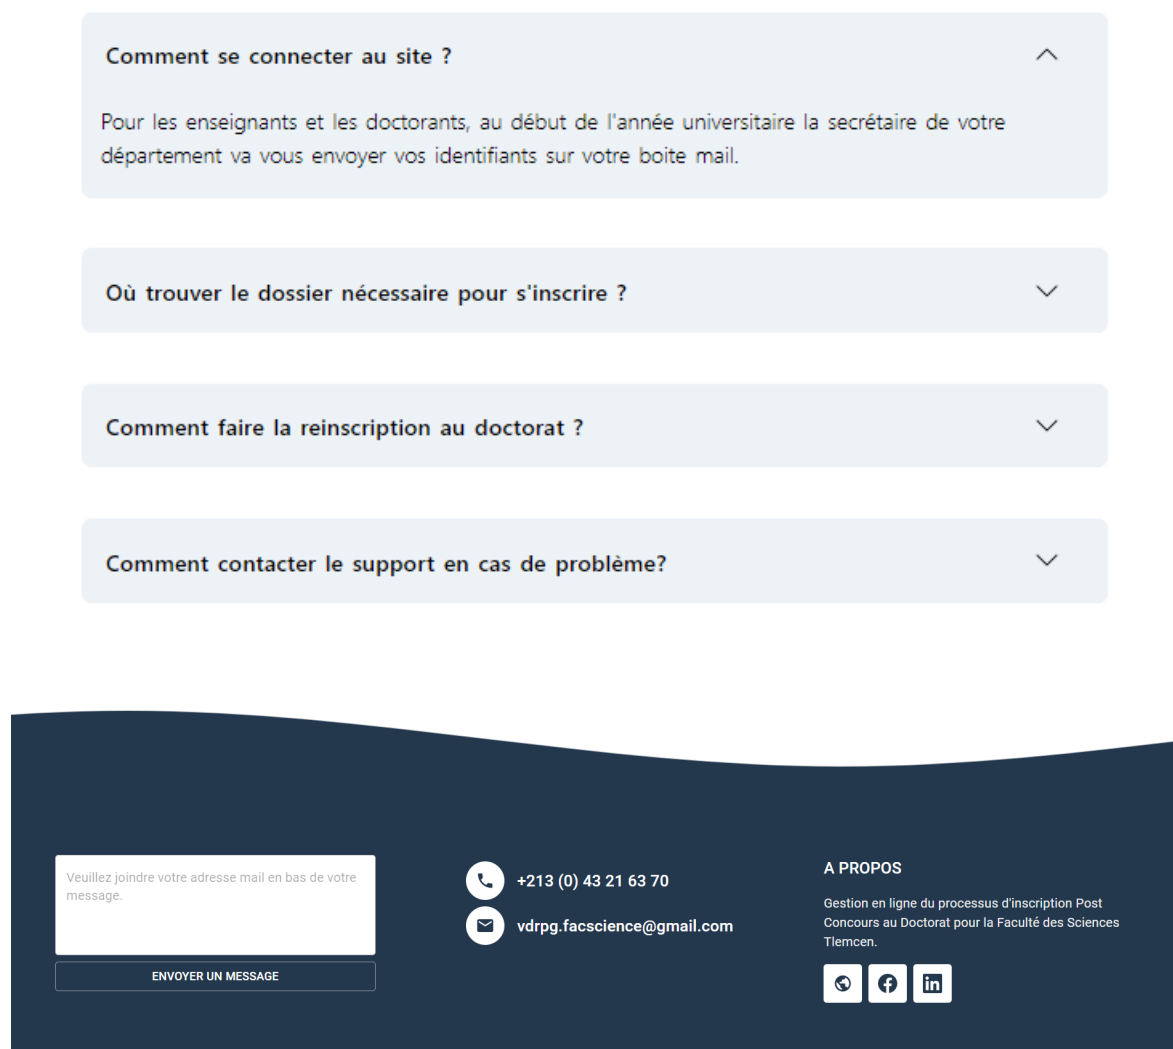 Comment se connecter au site ?
Pour les enseignants et les doctorants, au début de l'année universitaire la secrétaire de votre
département va vous envoyer vos identifiants sur votre boite mail.
Où trouver le dossier nécessaire pour s'inscrire ?
Comment faire la reinscription au doctorat ?
Comment contacter le support en cas de problème?
Veuillez joindre votre adresse mail en bas de votre
message.
ENVOYER UN MESSAGE
+213 (0) 43 21 63 70
vdrpg.facscience@gmail.com
A PROPOS
Gestion en ligne du processus d'inscription Post
Concours au Doctorat pour la Faculté des Sciences
Tlemcen.